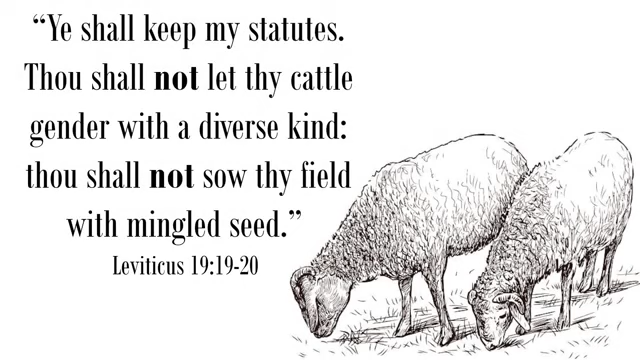 “Ye shall keep my statutes.
Thou shall not let thy cattle
gender with a diverse kind:
thou shall not sow thy field
with mingled seed.”
Leviticus 19:19-20